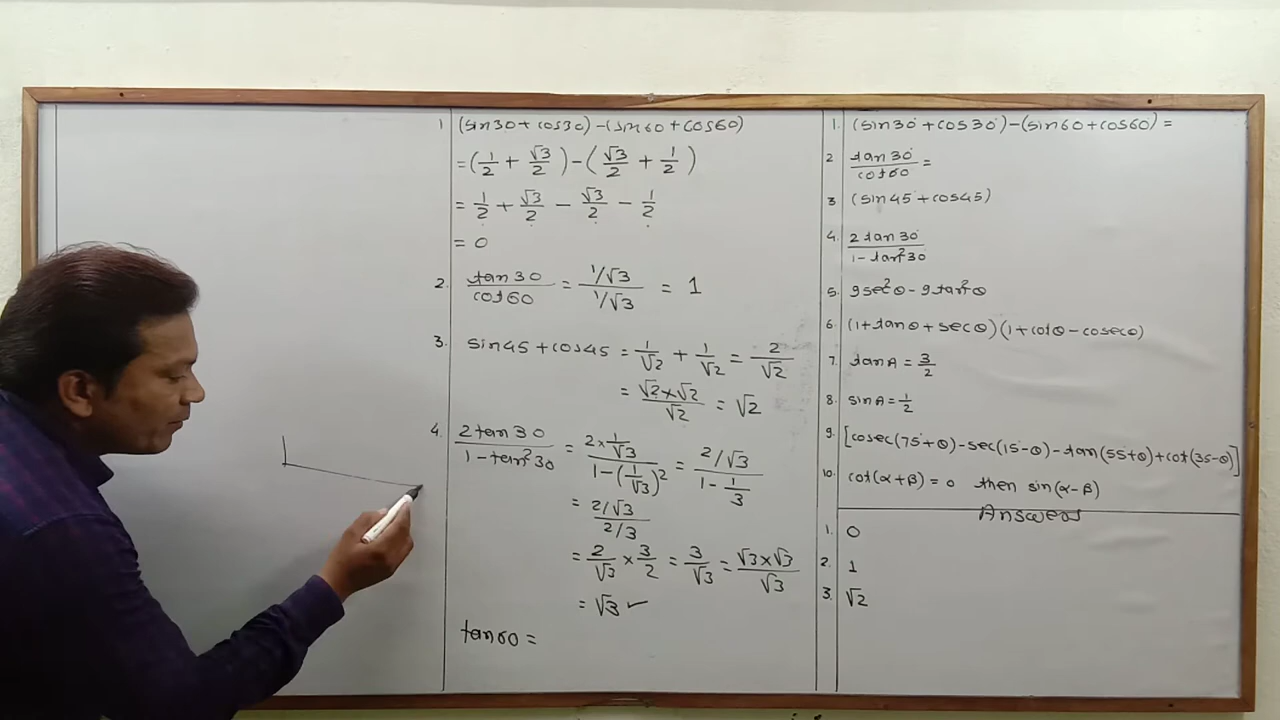 1 (sin30+cos30)-(sin60+cos60)
=(1/2 + √3/2)-(√3/2 + 1/2)
= 1/2 + √3/2 - √3/2 - 1/2
= 0
2. tan30/cot60 = 1/√3 / 1/√3 = 1
3. sin45+cos45 = 1/√2 + 1/√2 = 2/√2
= √2×√2/√2 = √2
4. 2tan30/1-tan²30 = 2×1/√3 / 1-(1/√3)² = 2/√3 / 1-1/3
= 2/√3 / 2/3
= 2/√3 × 3/2 = 3/√3 = √3×√3/√3
= √3 ✓
tan60 =
1. (sin30°+cos30°)-(sin60+cos60°)=
2 tan30°/cot60° =
3 (sin45°+cos45)
4. 2tan30°/1-tan²30
5. 9sec²θ-9tan²θ
6. (1+tanθ+secθ)(1+cotθ-cosecθ)
7. tanA = 3/2
8. sinA = 1/2
9. [cosec(75°+θ)-sec(15-θ)-tan(55+θ)+cot(35-θ)]
10. cot(α+β)=0 then sin(α-β)
Answers
1. 0
2. 1
3. √2